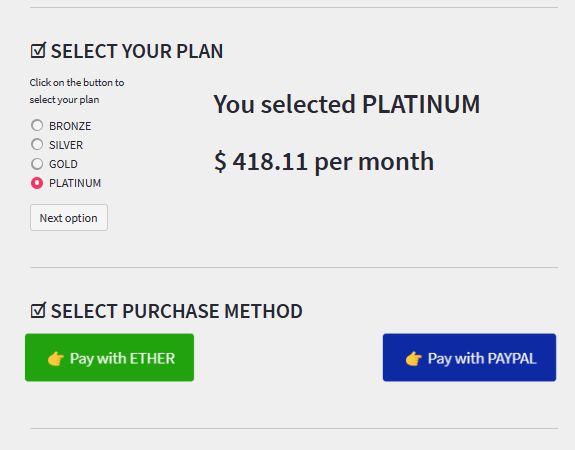 ☑ SELECT YOUR PLAN
Click on the button to
select your plan
BRONZE
SILVER
GOLD
PLATINUM
Next option
You selected PLATINUM
$ 418.11 per month
☑ SELECT PURCHASE METHOD
👉 Pay with ETHER
👉 Pay with PAYPAL